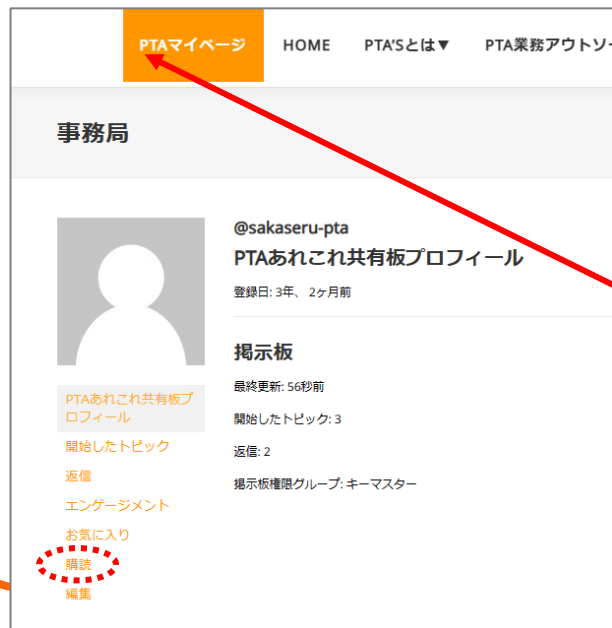 PTAマイページ HOME PTA'Sとは▼ PTA業務アウトソー
事務局
@sakaseru-pta
PTAあれこれ共有板プロフィール
登録日: 3年、 2ヶ月前
掲示板
最終更新: 56秒前
開始したトピック: 3
返信: 2
掲示板権限グループ: キーマスター
PTAあれこれ共有板プ
ロフィール
開始したトピック
返信
エンゲージメント
お気に入り
購読
編集